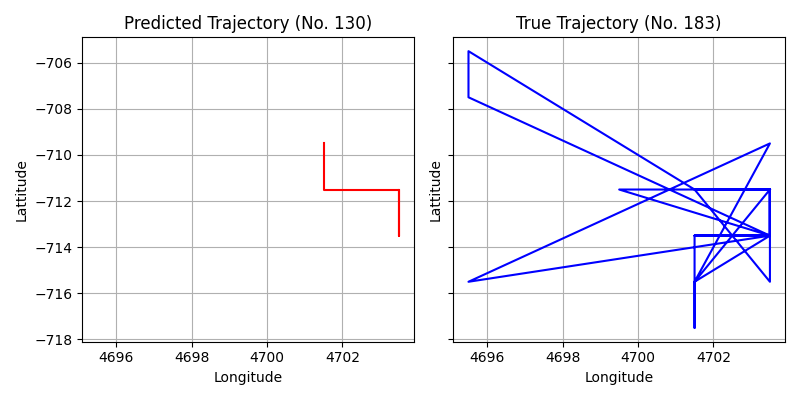 Predicted Trajectory (No. 130)
True Trajectory (No. 183)
−706
−708
−710
−712
−714
−716
−718
Lattitude
Lattitude
4696 4698 4700 4702
4696 4698 4700 4702
Longitude
Longitude